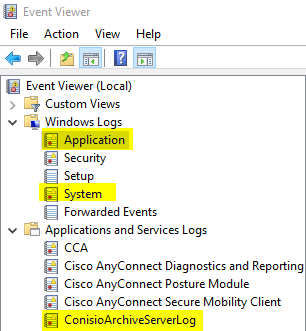 Event Viewer
File Action View Help
Event Viewer (Local)
Custom Views
Windows Logs
Application
Security
Setup
System
Forwarded Events
Applications and Services Logs
CCA
Cisco AnyConnect Diagnostics and Reporting
Cisco AnyConnect Posture Module
Cisco AnyConnect Secure Mobility Client
ConisioArchiveServerLog